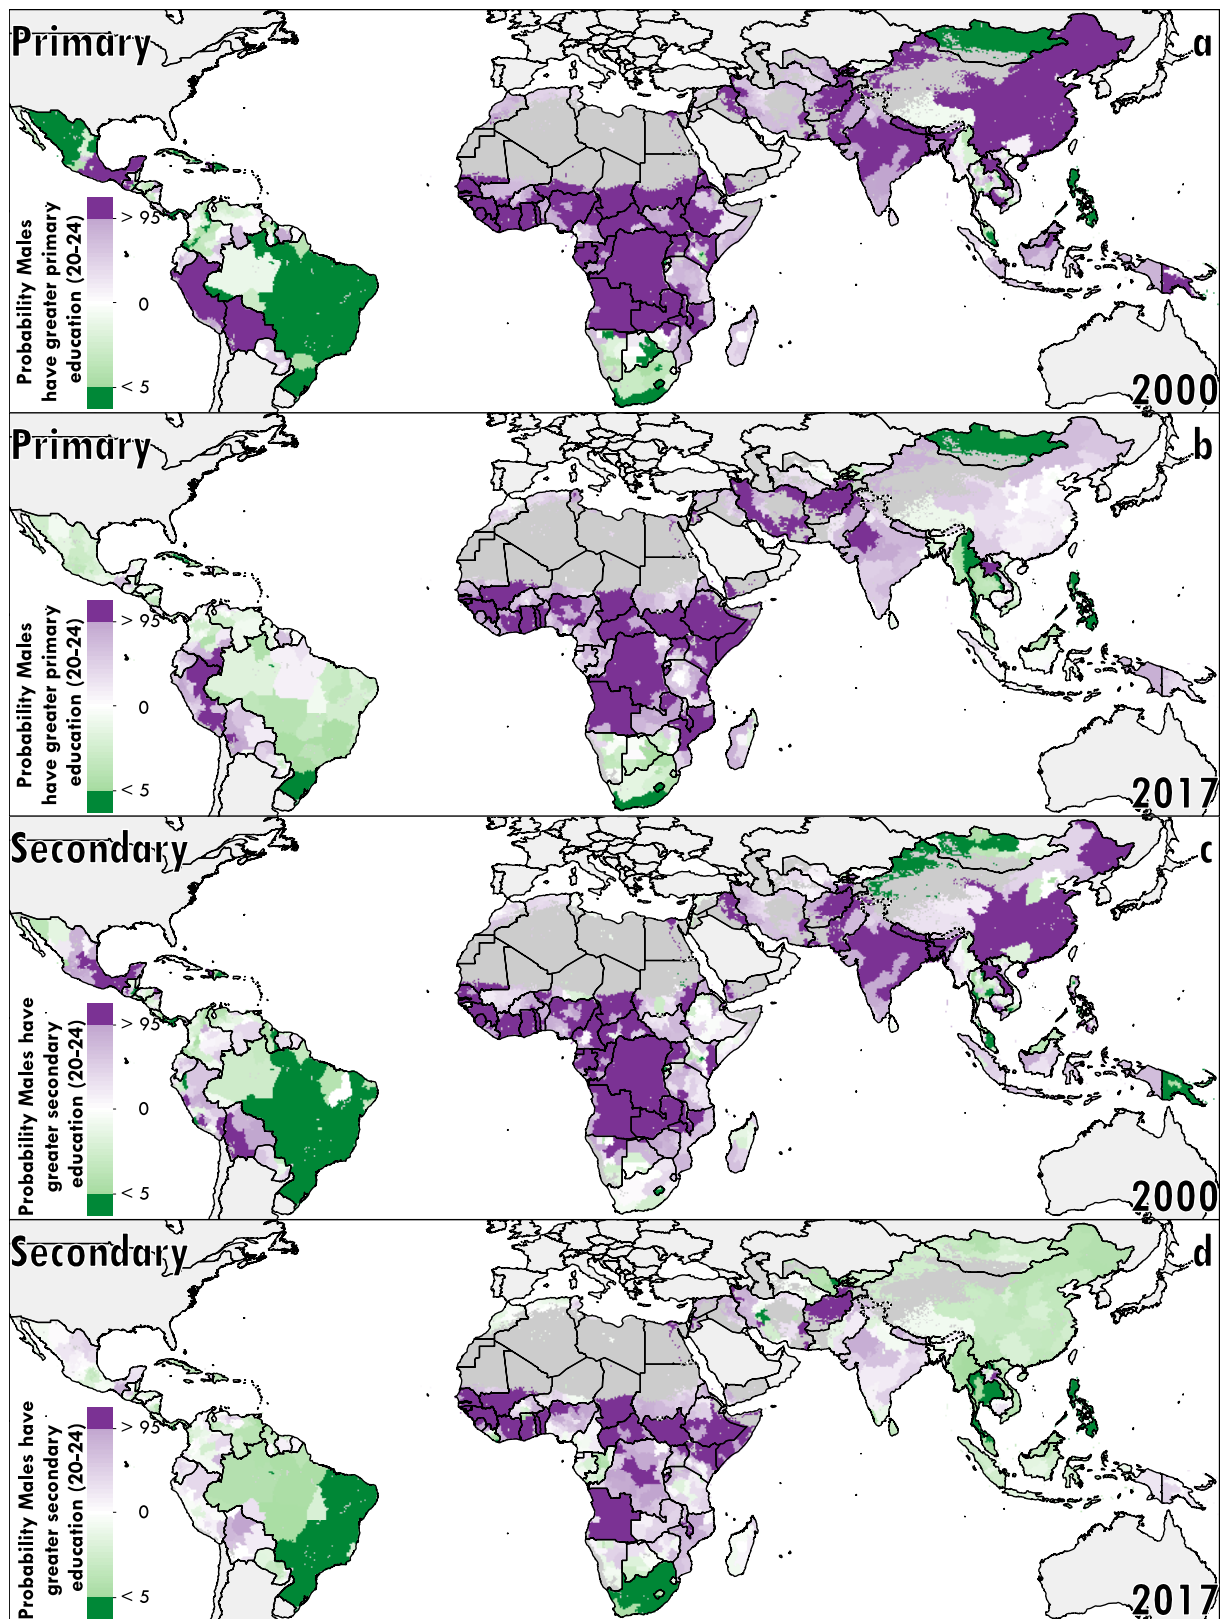 Primary
a
Probability Males
have greater primary
education (20-24)
> 95
0
< 5
2000
Primary
b
Probability Males
have greater primary
education (20-24)
> 95
0
< 5
2017
Secondary
c
Probability Males have
greater secondary
education (20-24)
> 95
0
< 5
2000
Secondary
d
Probability Males have
greater secondary
education (20-24)
> 95
0
< 5
2017